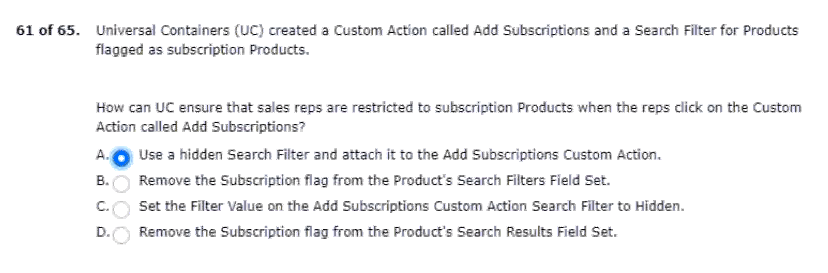 61 of 65. Universal Containers (UC) created a Custom Action called Add Subscriptions and a Search Filter for Products
flagged as subscription Products.
How can UC ensure that sales reps are restricted to subscription Products when the reps click on the Custom
Action called Add Subscriptions?
A. Use a hidden Search Filter and attach it to the Add Subscriptions Custom Action.
B. Remove the Subscription flag from the Product's Search Filters Field Set.
C. Set the Filter Value on the Add Subscriptions Custom Action Search Filter to Hidden.
D. Remove the Subscription flag from the Product's Search Results Field Set.